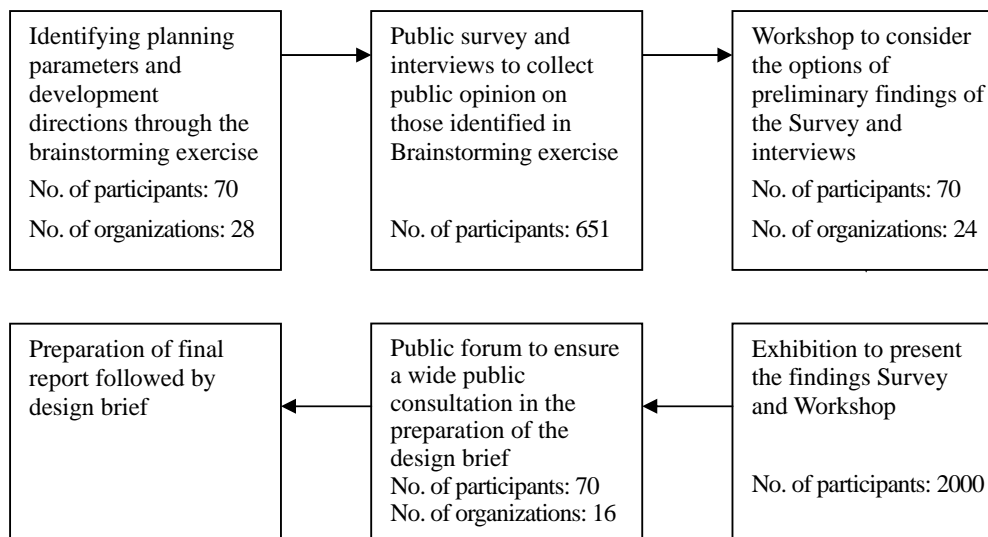 Identifying planning
parameters and
development
directions through the
brainstorming exercise
No. of participants: 70
No. of organizations: 28
Public survey and
interviews to collect
public opinion on
those identified in
Brainstorming exercise
No. of participants: 651
Workshop to consider
the options of
preliminary findings of
the Survey and
interviews
No. of participants: 70
No. of organizations: 24
Exhibition to present
the findings Survey
and Workshop
No. of participants: 2000
Public forum to ensure
a wide public
consultation in the
preparation of the
design brief
No. of participants: 70
No. of organizations: 16
Preparation of final
report followed by
design brief